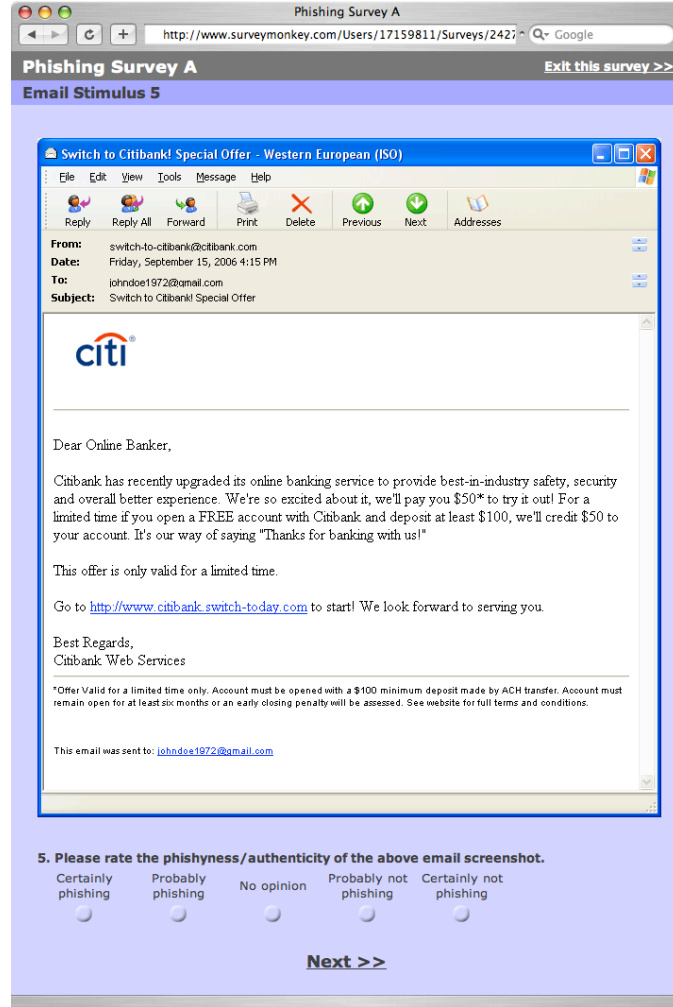 Phishing Survey A
http://www.surveymonkey.com/Users/17159811/Surveys/2427
Google
Phishing Survey A
Exit this survey >>
Email Stimulus 5
Switch to Citibank! Special Offer - Western European (ISO)
File Edit View Tools Message Help
Reply Reply All Forward Print Delete Previous Next Addresses
From: switch-to-citibank@citibank.com
Date: Friday, September 15, 2006 4:15 PM
To: johndoe1972@gmail.com
Subject: Switch to Citibank! Special Offer
citi®
Dear Online Banker,
Citibank has recently upgraded its online banking service to provide best-in-industry safety, security
and overall better experience. We're so excited about it, we'll pay you $50* to try it out! For a
limited time if you open a FREE account with Citibank and deposit at least $100, we'll credit $50 to
your account. It's our way of saying "Thanks for banking with us!"
This offer is only valid for a limited time.
Go to http://www.citibank.switch-today.com to start! We look forward to serving you.
Best Regards,
Citibank Web Services
*Offer Valid for a limited time only. Account must be opened with a $100 minimum deposit made by ACH transfer. Account must
remain open for at least six months or an early closing penalty will be assessed. See website for full terms and conditions.
This email was sent to: johndoe1972@gmail.com
5. Please rate the phishyness/authenticity of the above email screenshot.
Certainly phishing
Probably phishing
No opinion
Probably not phishing
Certainly not phishing
Next >>